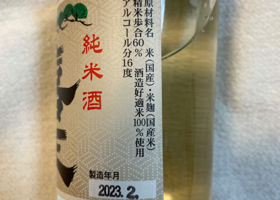 原材料名 米(国産)・米麹(国産米)
精米歩合60% 酒造好適米100%使用
アルコール分16度
純米酒
製造年月
2023. 2.